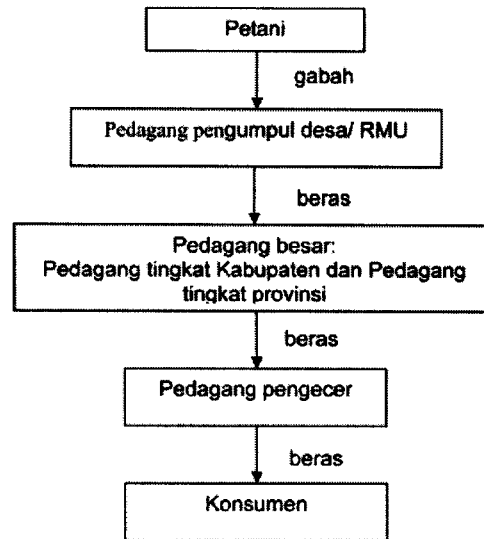 Petani
gabah
Pedagang pengumpul desa/ RMU
beras
Pedagang besar:
Pedagang tingkat Kabupaten dan Pedagang
tingkat provinsi
beras
Pedagang pengecer
beras
Konsumen